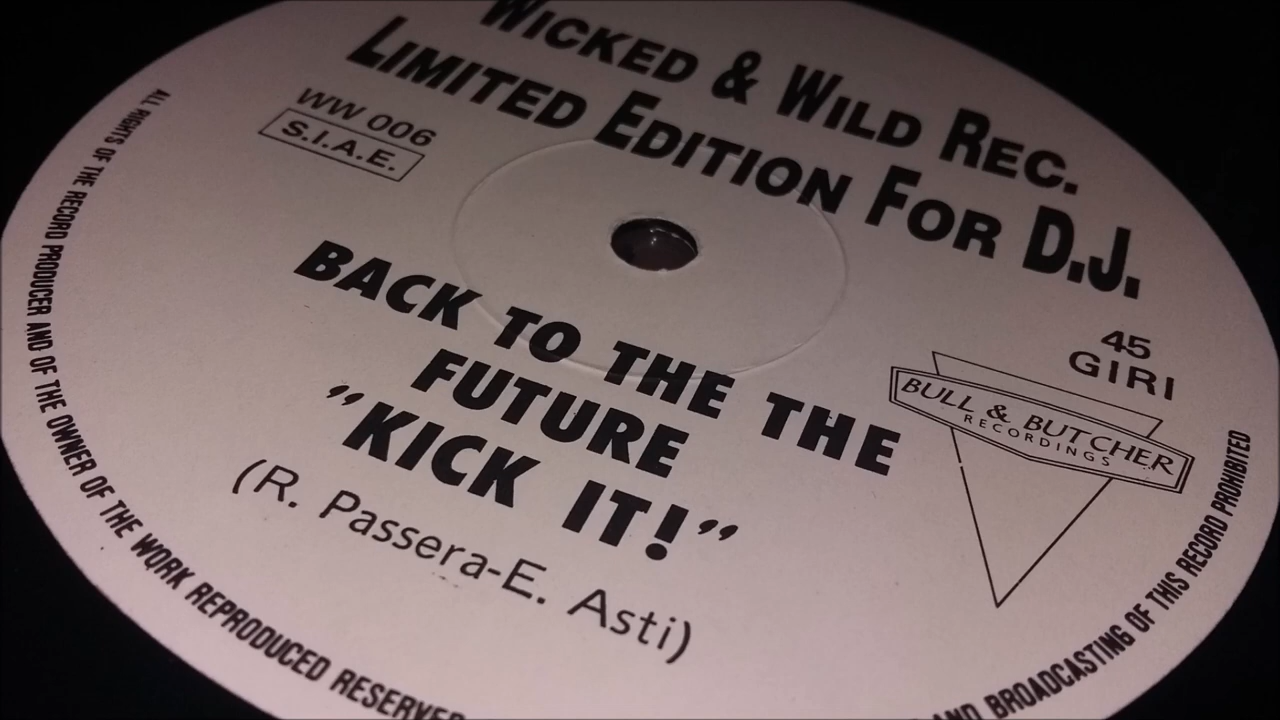 WICKED & WILD REC.
LIMITED EDITION FOR D.J.
WW 006
S.I.A.E.
45
GIRI
BULL & BUTCHER
RECORDINGS
BACK TO THE THE
FUTURE
"KICK IT!"
(R. Passera-E. Asti)
ALL RIGHTS OF THE RECORD PRODUCER AND OF THE OWNER OF THE WORK REPRODUCED RESERVED
AND BROADCASTING OF THIS RECORD PROHIBITED